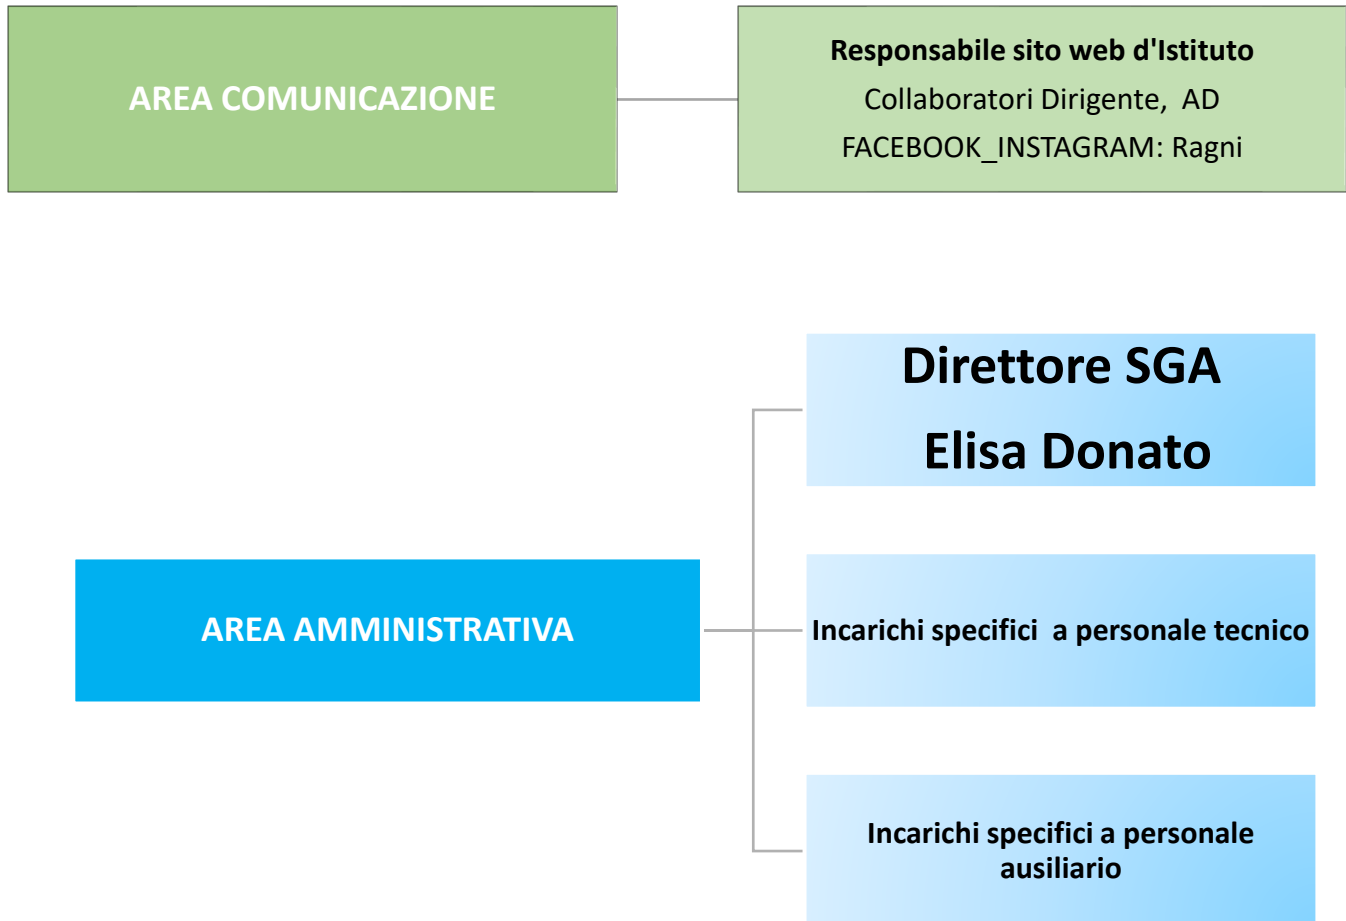 AREA COMUNICAZIONE
Responsabile sito web d'Istituto
Collaboratori Dirigente, AD
FACEBOOK_INSTAGRAM: Ragni
AREA AMMINISTRATIVA
Direttore SGA
Elisa Donato
Incarichi specifici a personale tecnico
Incarichi specifici a personale
ausiliario